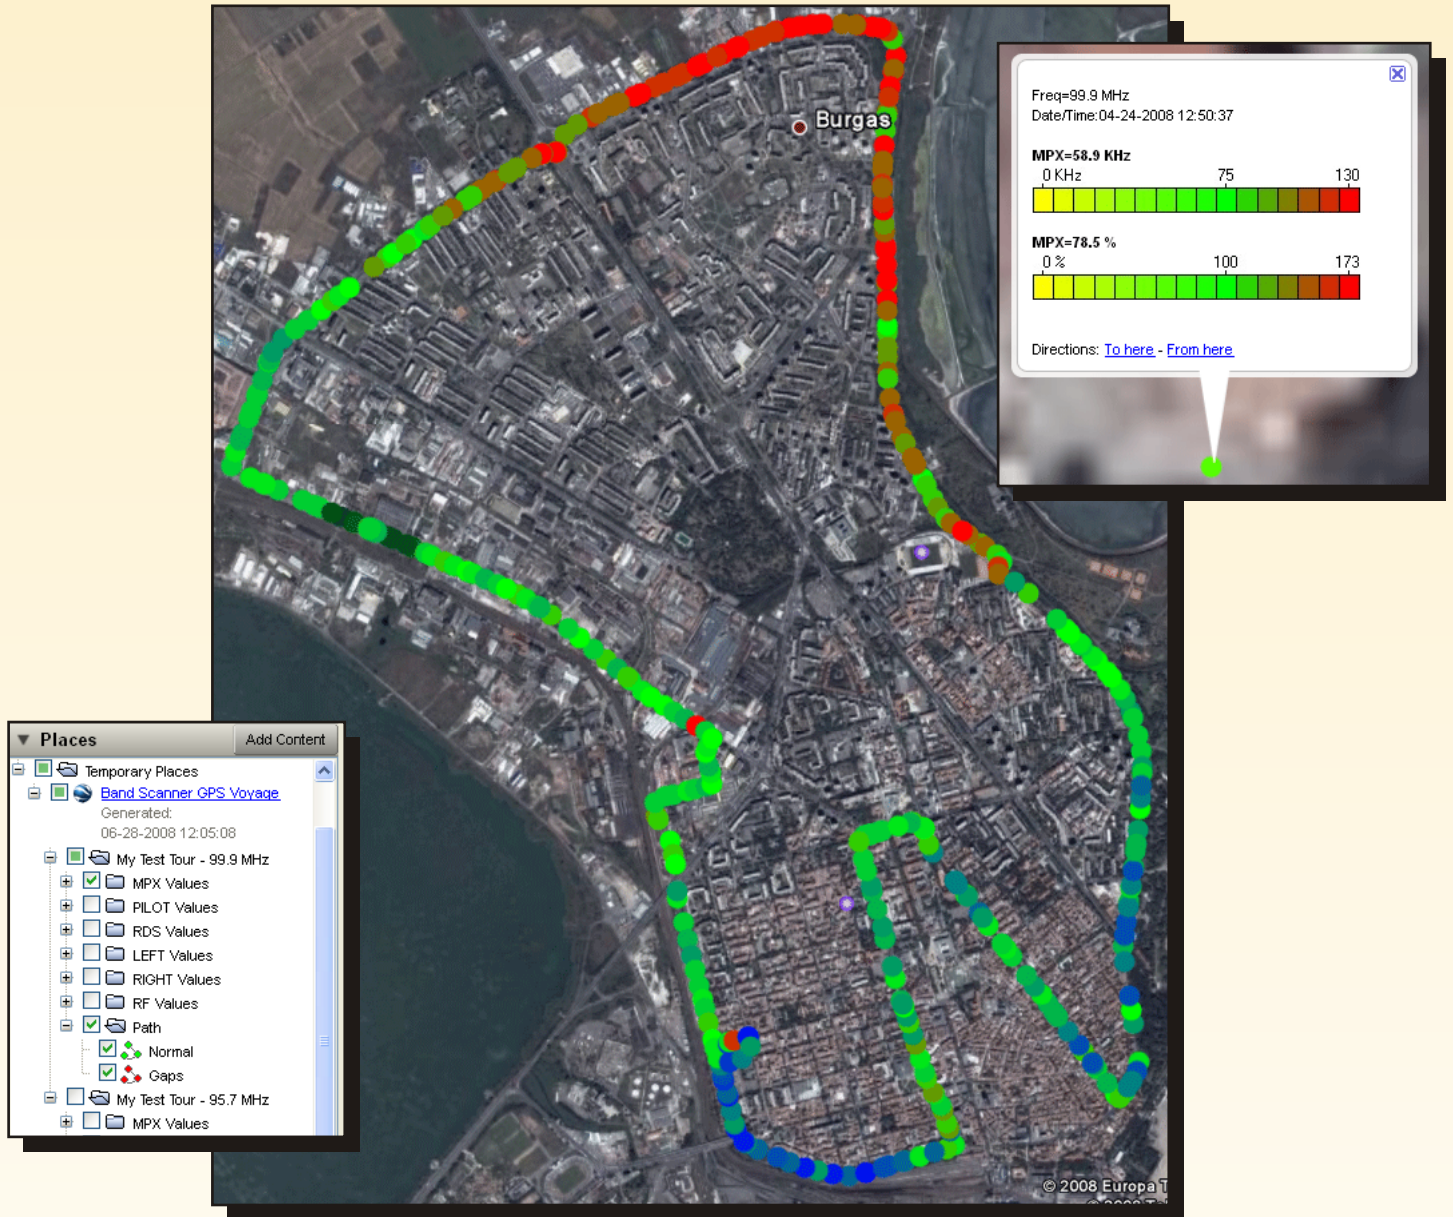 Burgas
Freq=99.9 MHz
Date/Time:04-24-2008 12:50:37
MPX=58.9 KHz
0 KHz 75 130
MPX=78.5 %
0 % 100 173
Directions: To here - From here
Places Add Content
Temporary Places
Band Scanner GPS Voyage
Generated:
06-28-2008 12:05:08
My Test Tour - 99.9 MHz
MPX Values
PILOT Values
RDS Values
LEFT Values
RIGHT Values
RF Values
Path
Normal
Gaps
My Test Tour - 95.7 MHz
MPX Values
© 2008 Europa T